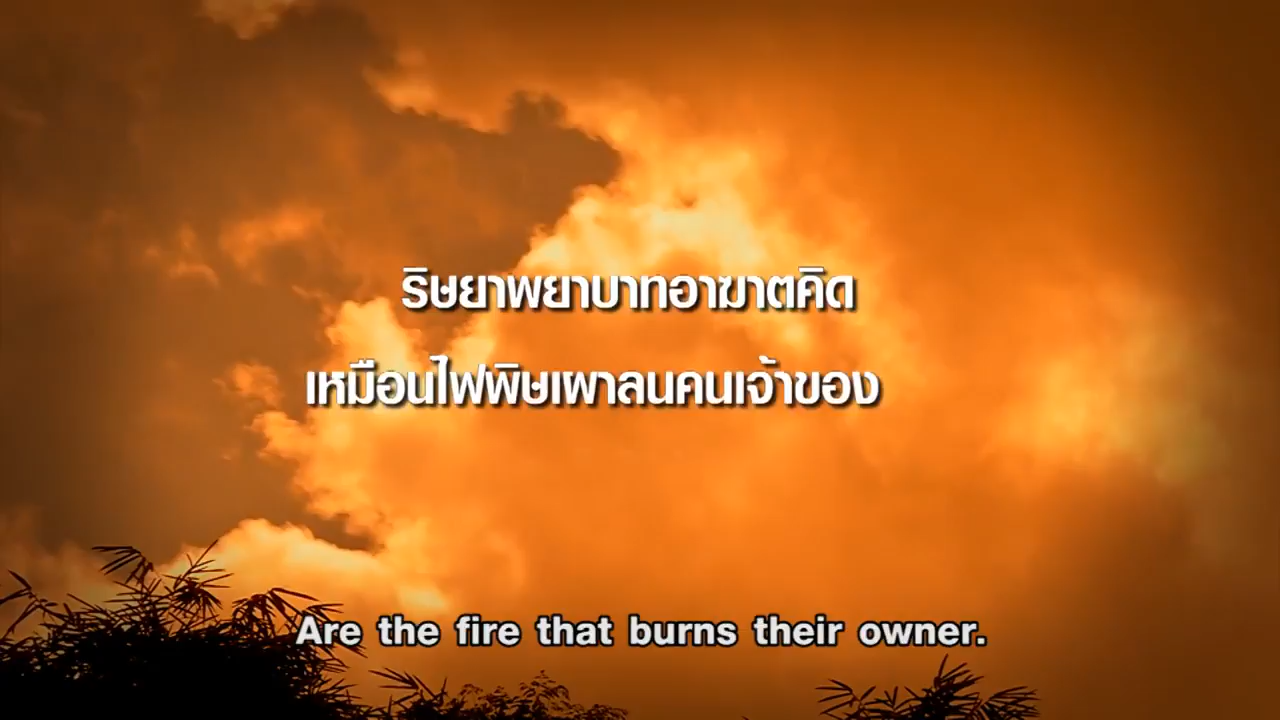 ริษยาพยาบาทอาฆาตคิด
เหมือนไฟพิษเผาลนคนเจ้าของ
Are the fire that burns their owner.